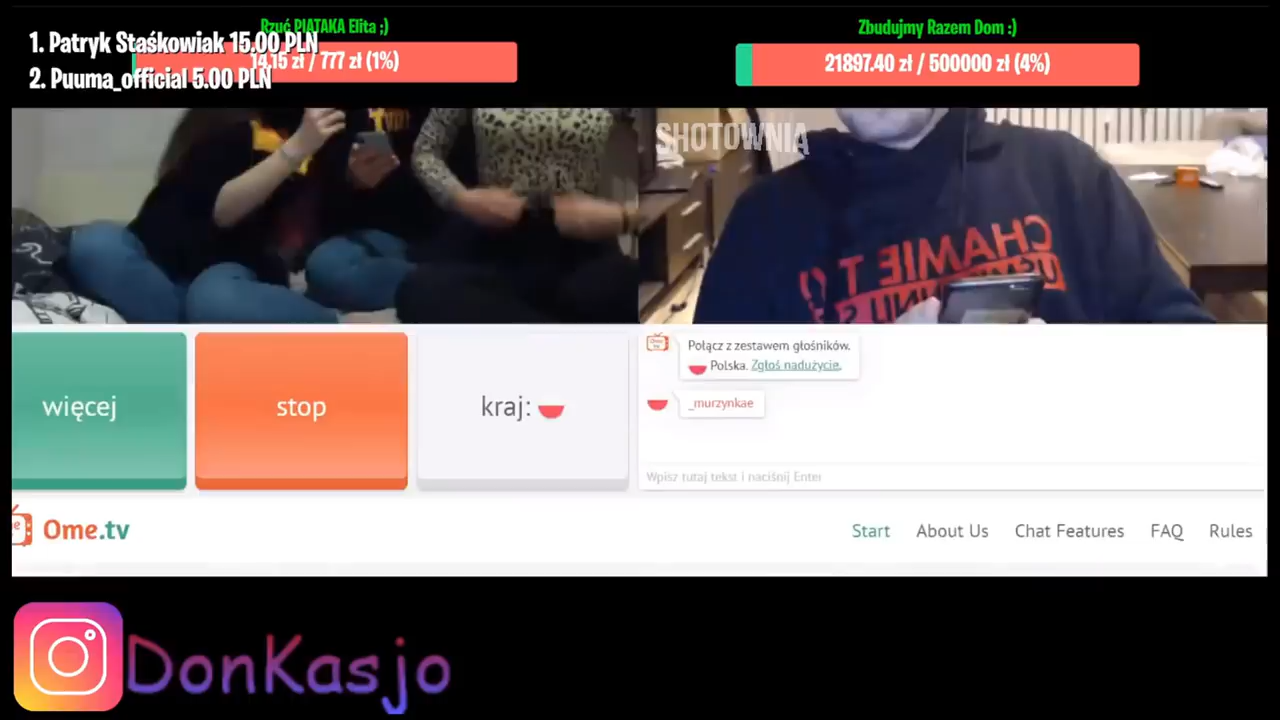 Rzuć PIATAKA Elita ;)
1. Patryk Staśkowiak 15.00 PLN
14.15 zł / 777 zł (1%)
2. Puuma_official 5.00 PLN
Zbudujmy Razem Dom :)
21897.40 zł / 500000 zł (4%)
SHOTOWNIA
CHAMIE T
więcej
stop
kraj:
Połącz z zestawem głośników.
Polska. Zgłoś nadużycie.
_murzynkae
Wpisz tutaj tekst i naciśnij Enter
Ome.tv
Start
About Us
Chat Features
FAQ
Rules
DonKasjo